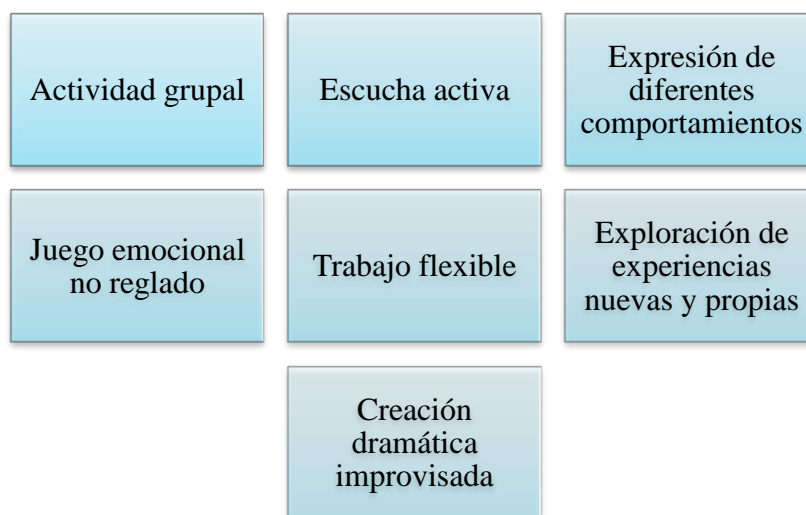 Actividad grupal
Escucha activa
Expresión de
diferentes
comportamientos
Juego emocional
no reglado
Trabajo flexible
Exploración de
experiencias
nuevas y propias
Creación
dramática
improvisada